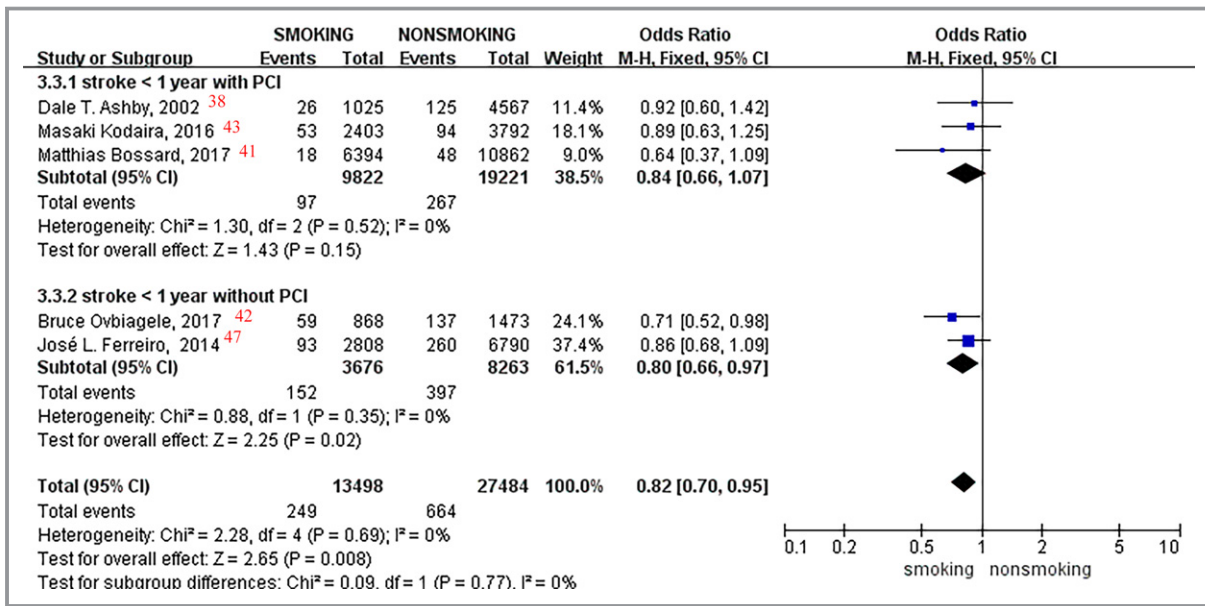 SMOKING NONSMOKING Odds Ratio Odds Ratio
Study or Subgroup Events Total Events Total Weight M-H, Fixed, 95% CI M-H, Fixed, 95% CI
3.3.1 stroke < 1 year with PCI
Dale T. Ashby, 2002 38 26 1025 125 4567 11.4% 0.92 [0.60, 1.42]
Masaki Kodaira, 2016 43 53 2403 94 3792 18.1% 0.89 [0.63, 1.25]
Matthias Bossard, 2017 41 18 6394 48 10862 9.0% 0.64 [0.37, 1.09]
Subtotal (95% CI) 9822 19221 38.5% 0.84 [0.66, 1.07]
Total events 97 267
Heterogeneity: Chi² = 1.30, df = 2 (P = 0.52); I² = 0%
Test for overall effect: Z = 1.43 (P = 0.15)
3.3.2 stroke < 1 year without PCI
Bruce Ovbiagele, 2017 42 59 868 137 1473 24.1% 0.71 [0.52, 0.98]
José L. Ferreiro, 2014 47 93 2808 260 6790 37.4% 0.86 [0.68, 1.09]
Subtotal (95% CI) 3676 8263 61.5% 0.80 [0.66, 0.97]
Total events 152 397
Heterogeneity: Chi² = 0.88, df = 1 (P = 0.35); I² = 0%
Test for overall effect: Z = 2.25 (P = 0.02)
Total (95% CI) 13498 27484 100.0% 0.82 [0.70, 0.95]
Total events 249 664
Heterogeneity: Chi² = 2.28, df = 4 (P = 0.69); I² = 0%
Test for overall effect: Z = 2.65 (P = 0.008)
Test for subgroup differences: Chi² = 0.09, df = 1 (P = 0.77), I² = 0%
0.1 0.2 0.5 1 2 5 10
smoking nonsmoking